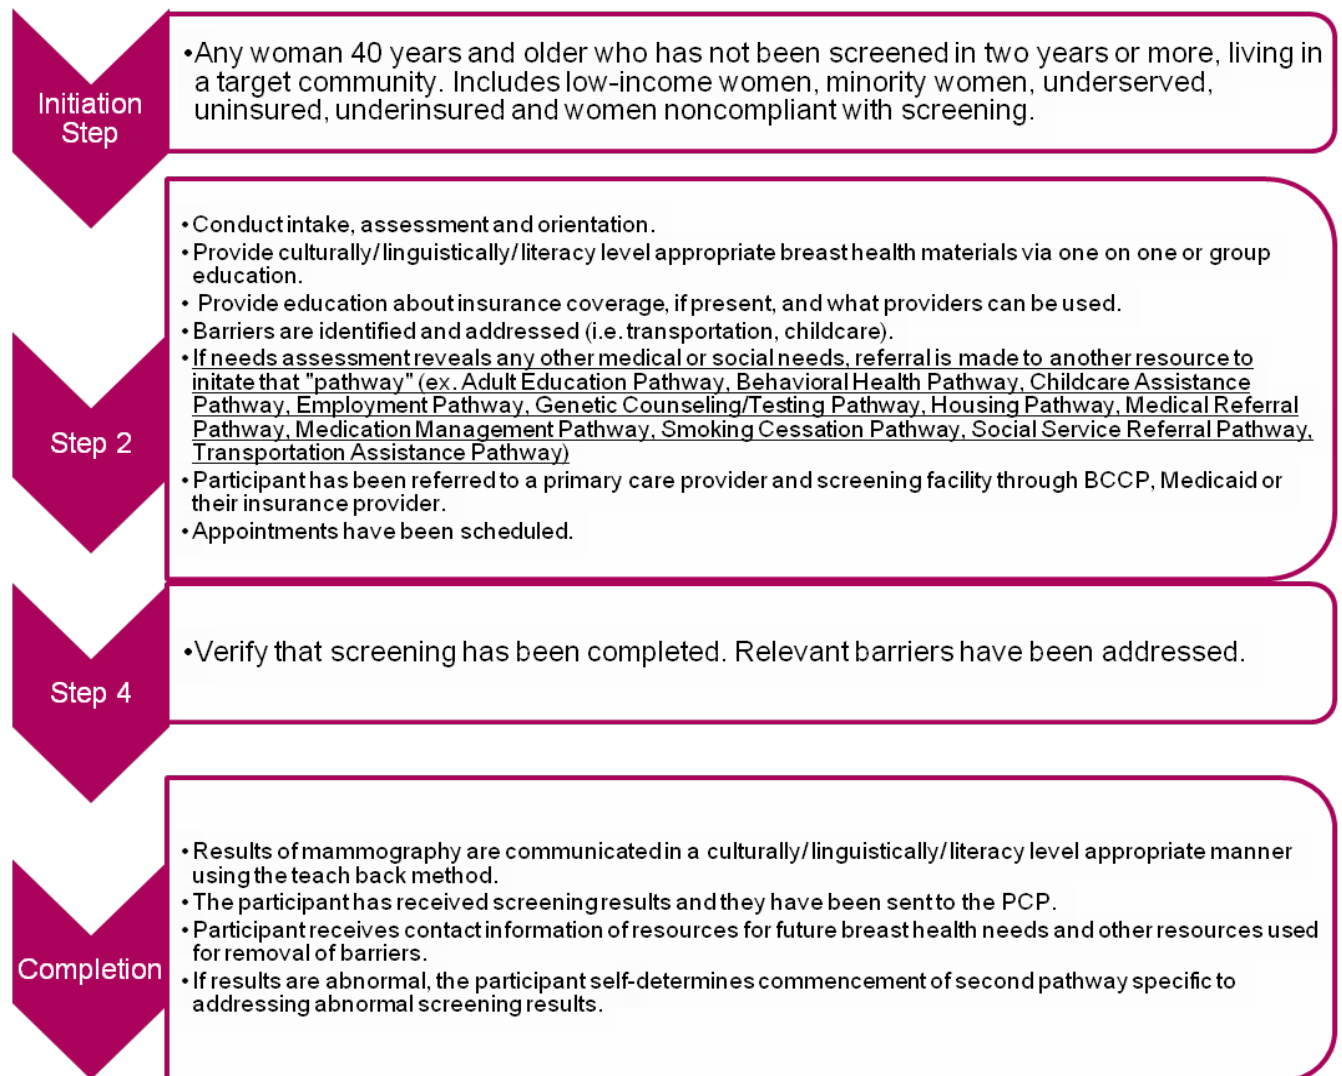 Initiation
Step
•Any woman 40 years and older who has not been screened in two years or more, living in
a target community. Includes low-income women, minority women, underserved,
uninsured, underinsured and women noncompliant with screening.
Step 2
•Conduct intake, assessment and orientation.
•Provide culturally/linguistically/literacy level appropriate breast health materials via one on one or group
education.
• Provide education about insurance coverage, if present, and what providers can be used.
•Barriers are identified and addressed (i.e. transportation, childcare).
•If needs assessment reveals any other medical or social needs, referral is made to another resource to
initate that "pathway" (ex. Adult Education Pathway, Behavioral Health Pathway, Childcare Assistance
Pathway, Employment Pathway, Genetic Counseling/Testing Pathway, Housing Pathway, Medical Referral
Pathway, Medication Management Pathway, Smoking Cessation Pathway, Social Service Referral Pathway,
Transportation Assistance Pathway)
•Participant has been referred to a primary care provider and screening facility through BCCP, Medicaid or
their insurance provider.
•Appointments have been scheduled.
Step 4
•Verify that screening has been completed. Relevant barriers have been addressed.
Completion
•Results of mammography are communicated in a culturally/linguistically/literacy level appropriate manner
using the teach back method.
•The participant has received screening results and they have been sent to the PCP.
•Participant receives contact information of resources for future breast health needs and other resources used
for removal of barriers.
•If results are abnormal, the participant self-determines commencement of second pathway specific to
addressing abnormal screening results.